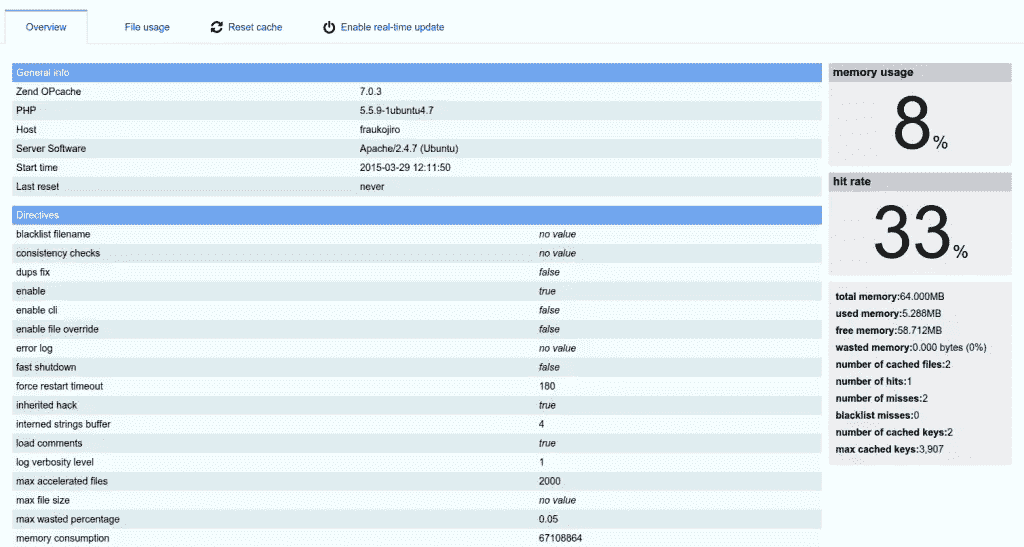 Overview File usage Reset cache Enable real-time update
General info
Zend OPcache 7.0.3
PHP 5.5.9-1ubuntu4.7
Host fraukojiro
Server Software Apache/2.4.7 (Ubuntu)
Start time 2015-03-29 12:11:50
Last reset never
Directives
blacklist filename no value
consistency checks no value
dups fix false
enable true
enable cli false
enable file override false
error log no value
fast shutdown false
force restart timeout 180
inherited hack true
interned strings buffer 4
load comments true
log verbosity level 1
max accelerated files 2000
max file size no value
max wasted percentage 0.05
memory consumption 67108864
memory usage
8%
hit rate
33%
total memory:64.000MB
used memory:5.288MB
free memory:58.712MB
wasted memory:0.000 bytes (0%)
number of cached files:2
number of hits:1
number of misses:2
blacklist misses:0
number of cached keys:2
max cached keys:3,907